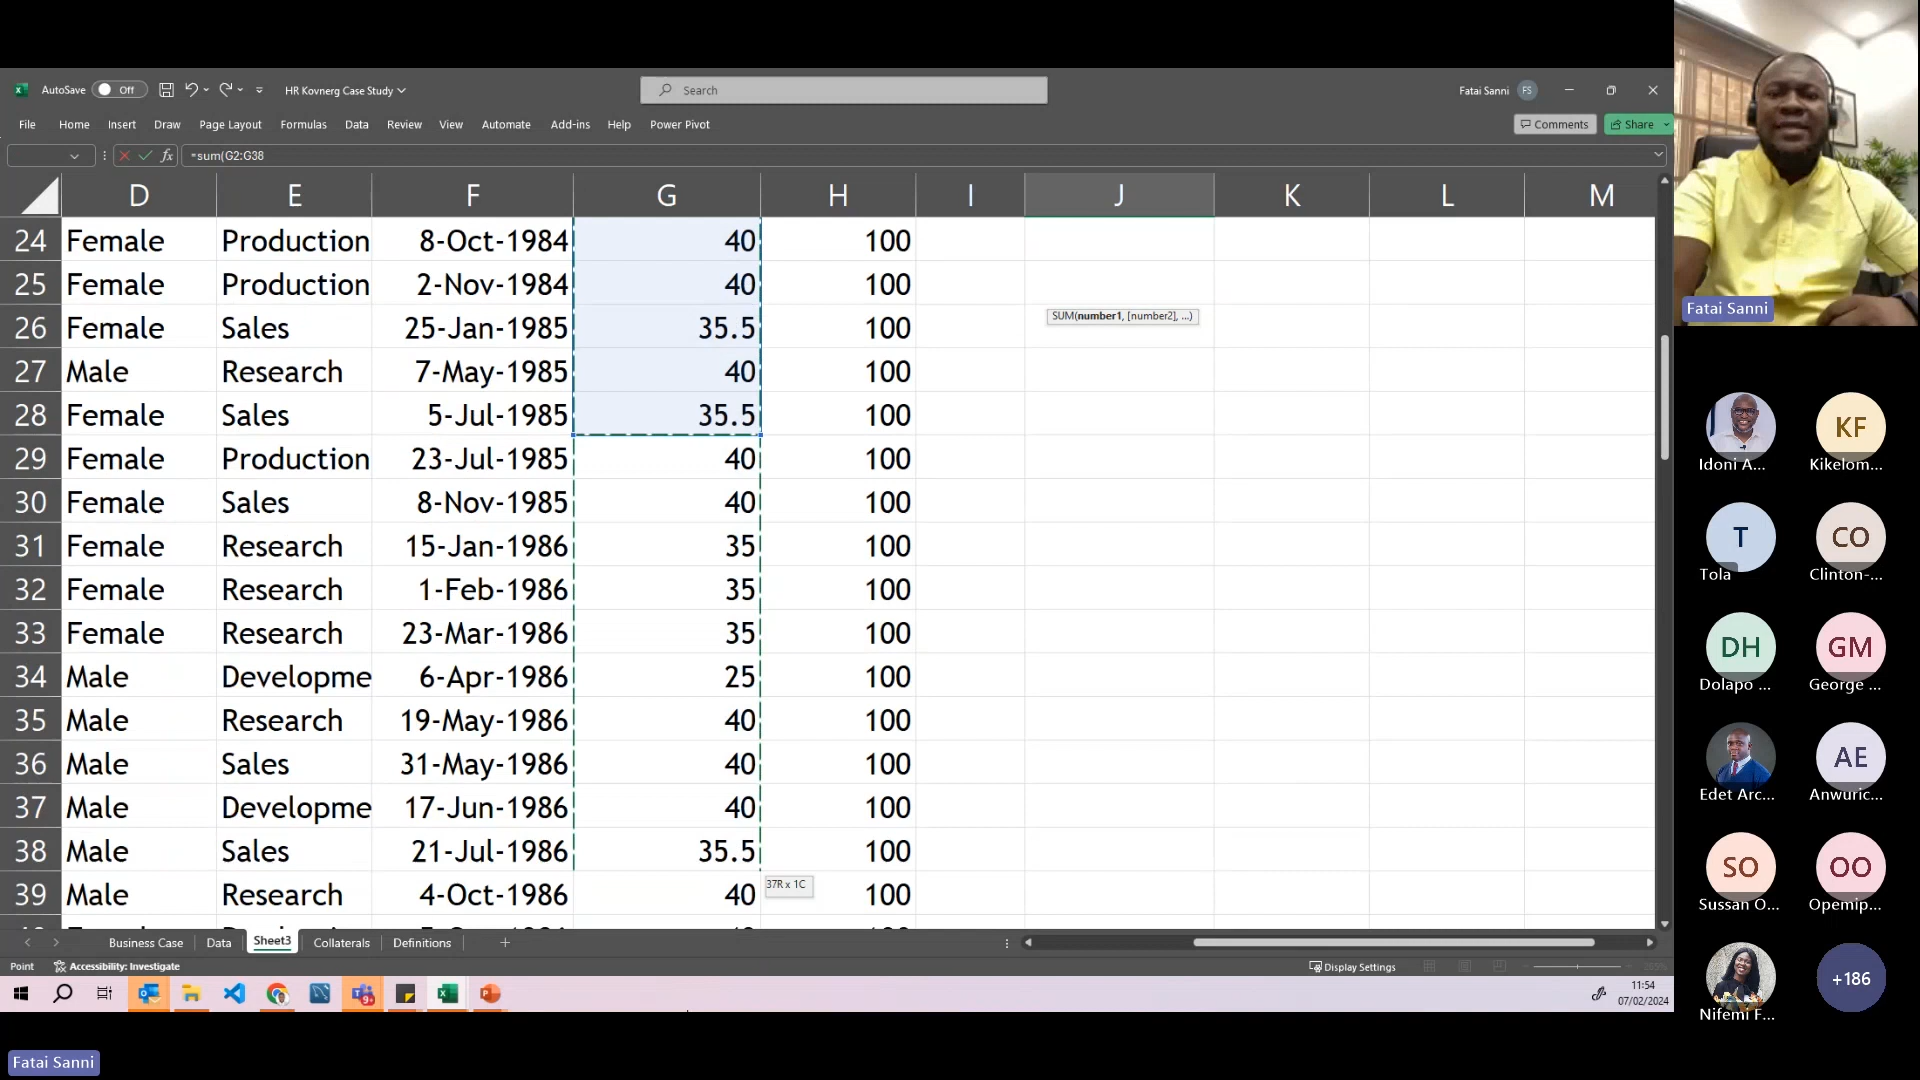 AutoSave Off HR Kovnerg Case Study Search Fatai Sanni FS
File Home Insert Draw Page Layout Formulas Data Review View Automate Add-ins Help Power Pivot Comments Share
fx =sum(G2:G38
D E F G H I J K L M
24 Female Production 8-Oct-1984 40 100
25 Female Production 2-Nov-1984 40 100
26 Female Sales 25-Jan-1985 35.5 100
SUM(number1, [number2], ...)
27 Male Research 7-May-1985 40 100
28 Female Sales 5-Jul-1985 35.5 100
29 Female Production 23-Jul-1985 40 100
30 Female Sales 8-Nov-1985 40 100
31 Female Research 15-Jan-1986 35 100
32 Female Research 1-Feb-1986 35 100
33 Female Research 23-Mar-1986 35 100
34 Male Developme 6-Apr-1986 25 100
35 Male Research 19-May-1986 40 100
36 Male Sales 31-May-1986 40 100
37 Male Developme 17-Jun-1986 40 100
38 Male Sales 21-Jul-1986 35.5 100
39 Male Research 4-Oct-1986 40 100
37R x 1C
Business Case Data Sheet3 Collaterals Definitions
Point Accessibility: Investigate Display Settings
11:54
07/02/2024
Fatai Sanni
Fatai Sanni
KF
Idoni A... Kikelom...
T CO
Tola Clinton-...
DH GM
Dolapo ... George ...
AE
Edet Arc... Anwuric...
SO OO
Sussan O... Opemip...
+186
Nifemi F...